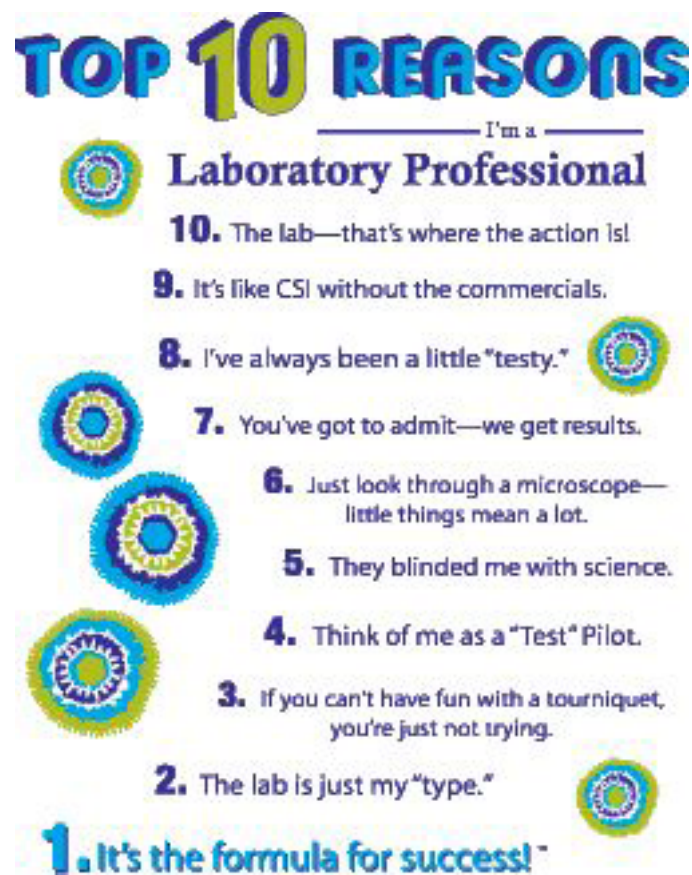 TOP 10 REASONS
I'm a
Laboratory Professional
10. The lab—that's where the action is!
9. It's like CSI without the commercials.
8. I've always been a little "testy."
7. You've got to admit—we get results.
6. Just look through a microscope—
little things mean a lot.
5. They blinded me with science.
4. Think of me as a "Test" Pilot.
3. If you can't have fun with a tourniquet,
you're just not trying.
2. The lab is just my "type."
1. It's the formula for success!™